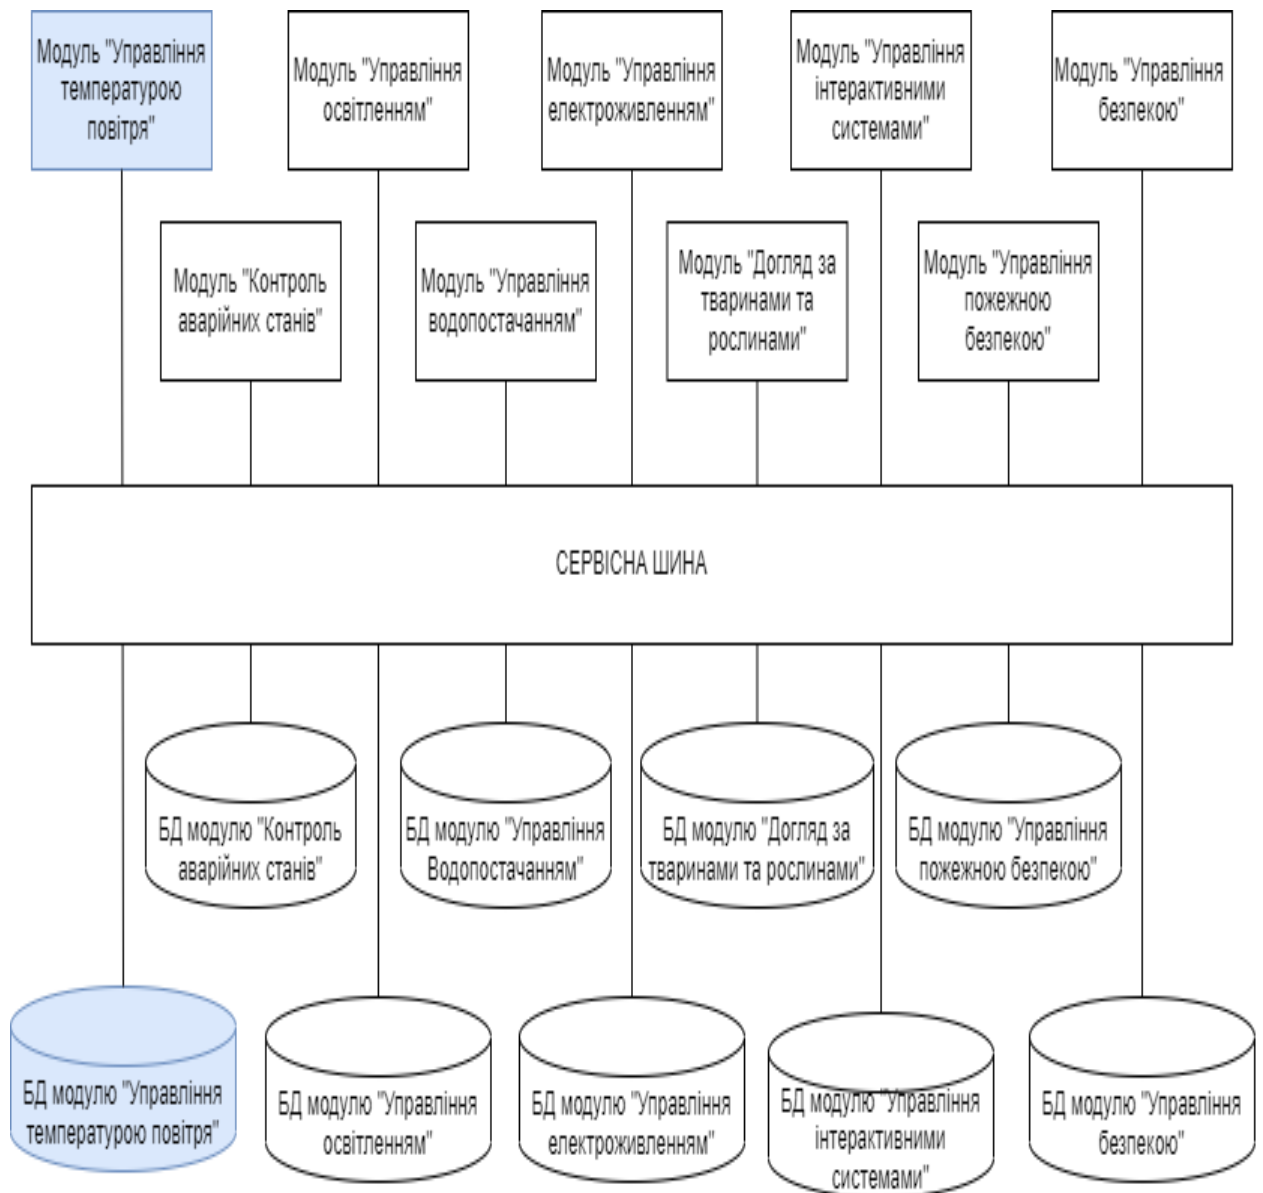 Модуль "Управління
температурою
повітря"
Модуль "Управління
освітленням"
Модуль "Управління
електроживленням"
Модуль "Управління
інтерактивними
системами"
Модуль "Управління
безпекою"
Модуль "Контроль
аварійних станів"
Модуль "Управління
водопостачанням"
Модуль "Догляд за
тваринами та
рослинами"
Модуль "Управління
пожежною
безпекою"
СЕРВІСНА ШИНА
БД модулю "Контроль
аварійних станів"
БД модулю "Управління
Водопостачанням"
БД модулю "Догляд за
тваринами та рослинами"
БД модулю "Управління
пожежною безпекою"
БД модулю "Управління
температурою повітря"
БД модулю "Управління
освітленням"
БД модулю "Управління
електроживленням"
БД модулю "Управління
інтерактивними
системами"
БД модулю "Управління
безпекою"